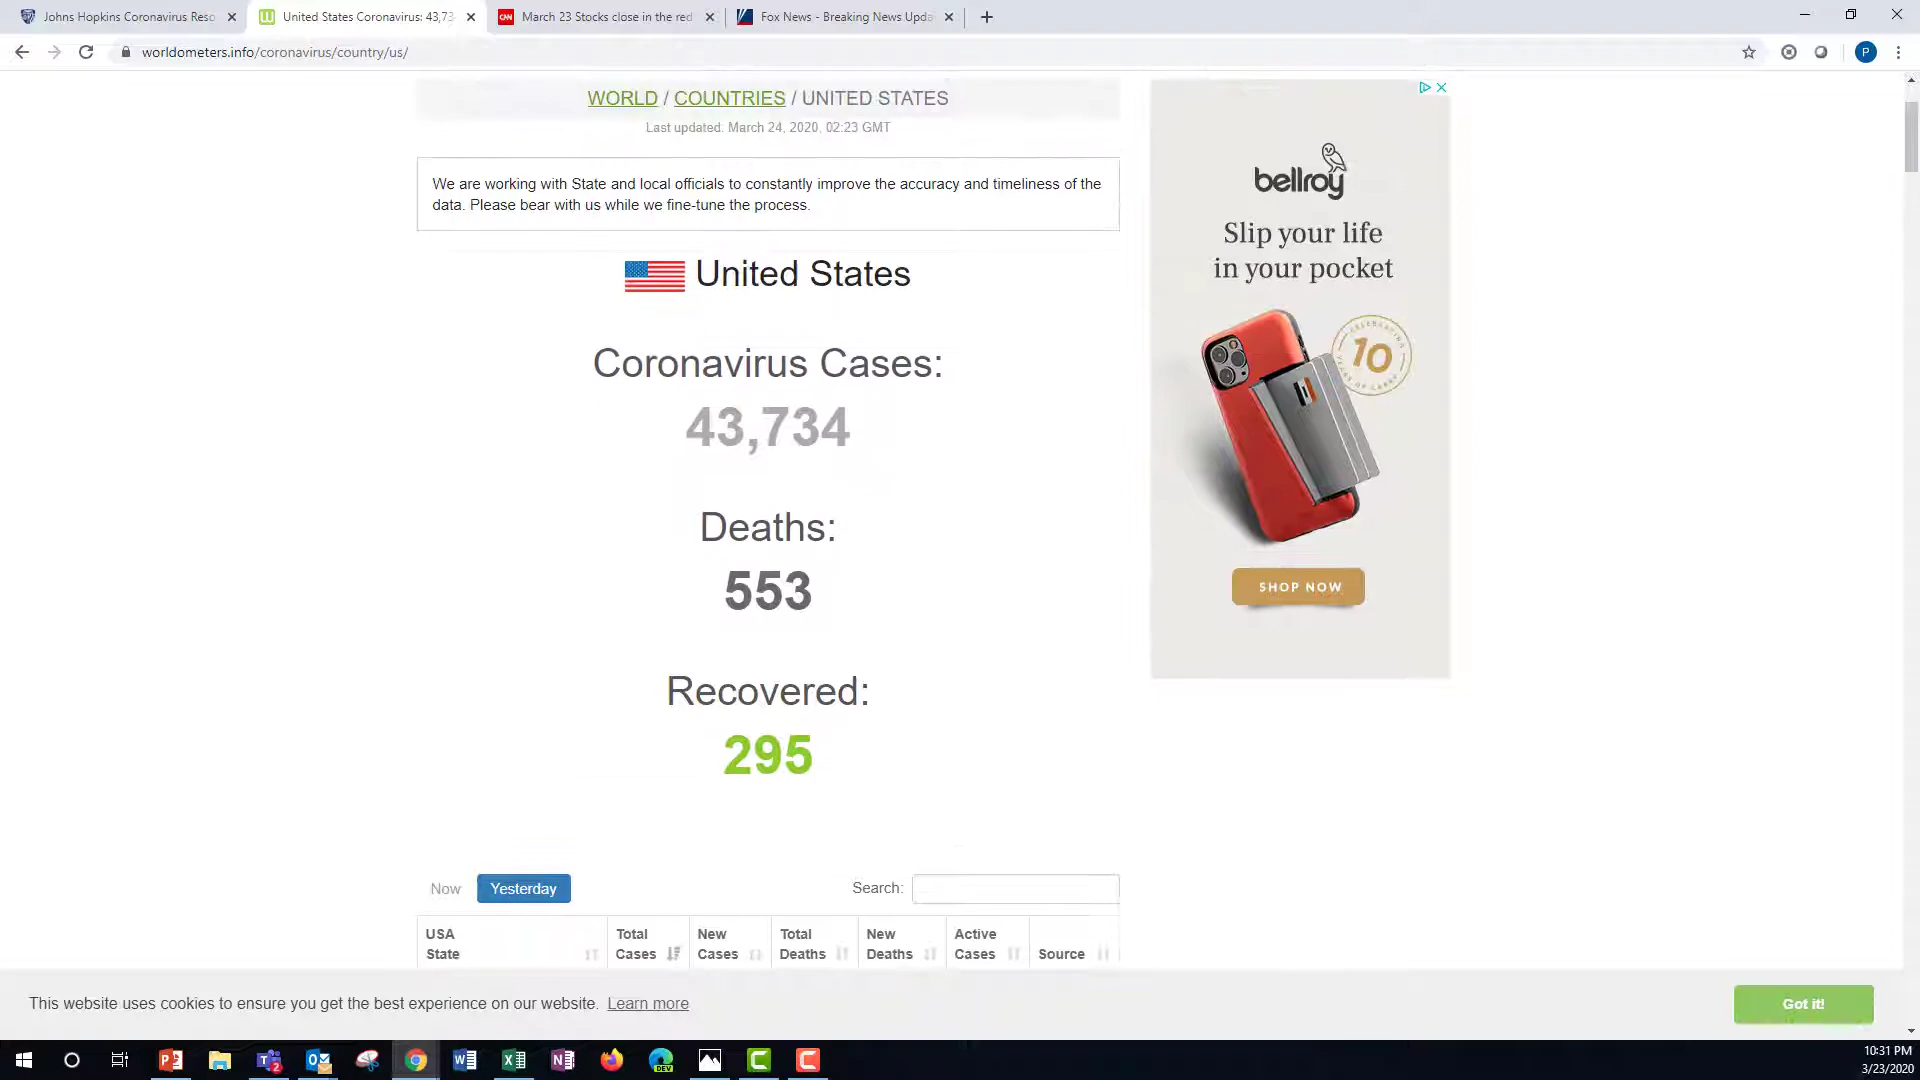 Johns Hopkins Coronavirus Reso
United States Coronavirus: 43,73
March 23 Stocks close in the red
Fox News - Breaking News Upda
worldometers.info/coronavirus/country/us/
P
WORLD / COUNTRIES / UNITED STATES
Last updated: March 24, 2020, 02:23 GMT
We are working with State and local officials to constantly improve the accuracy and timeliness of the
data. Please bear with us while we fine-tune the process.
United States
Coronavirus Cases:
43,734
Deaths:
553
Recovered:
295
bellroy
Slip your life
in your pocket
CELEBRATING
10
YEARS OF CARRY
SHOP NOW
Now
Yesterday
Search:
USA
State
Total
Cases
New
Cases
Total
Deaths
New
Deaths
Active
Cases
Source
This website uses cookies to ensure you get the best experience on our website. Learn more
Got it!
10:31 PM
3/23/2020